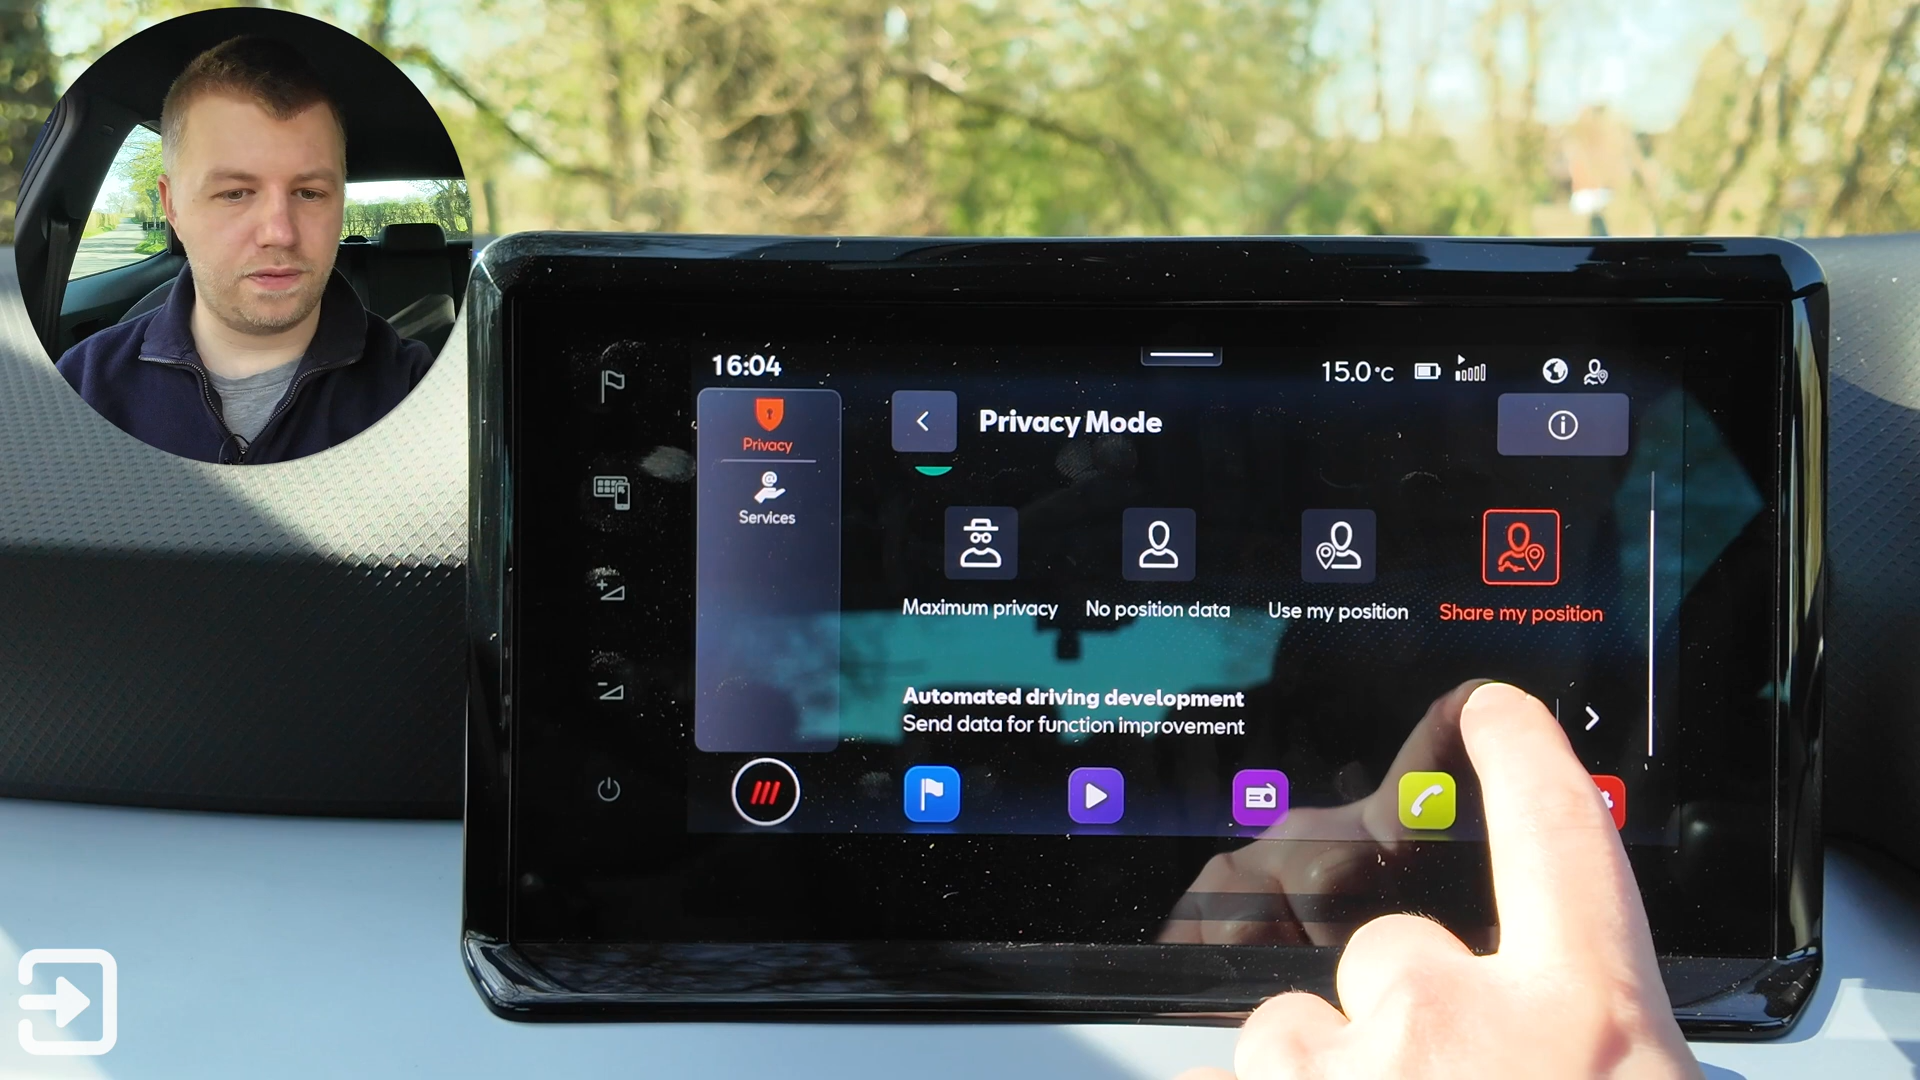 16:04
15.0°C
Privacy
Services
Privacy Mode
Maximum privacy
No position data
Use my position
Share my position
Automated driving development
Send data for function improvement